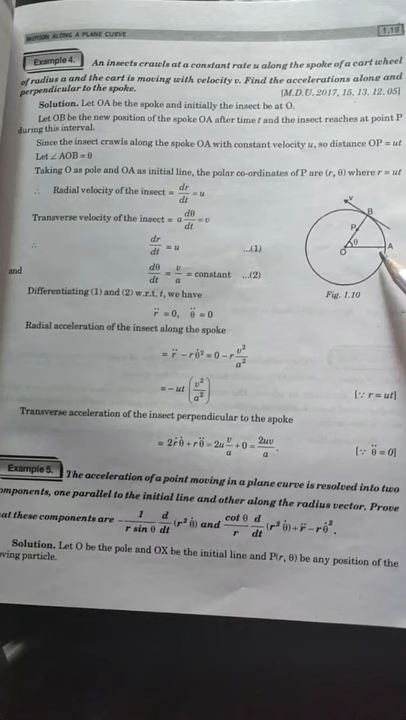 MOTION ALONG A PLANE CURVE
1.19
Example 4. An insects crawls at a constant rate u along the spoke of a cart wheel
of radius a and the cart is moving with velocity v. Find the accelerations along and
perpendicular to the spoke. [M.D.U. 2017, 15, 13, 12, 05]
Solution. Let OA be the spoke and initially the insect be at O.
Let OB be the new position of the spoke OA after time t and the insect reaches at point P
during this interval.
Since the insect crawls along the spoke OA with constant velocity u, so distance OP = ut
Let ∠AOB = θ
Taking O as pole and OA as initial line, the polar co-ordinates of P are (r, θ) where r = ut
∴ Radial velocity of the insect = dr/dt = u
Transverse velocity of the insect = a dθ/dt = v
∴ dr/dt = u ...(1)
and dθ/dt = v/a = constant ...(2)
v
B
P
θ
O
A
Fig. 1.10
Differentiating (1) and (2) w.r.t. t, we have
r̈ = 0, θ̈ = 0
Radial acceleration of the insect along the spoke
= r̈ – rθ̇² = 0 – r v²/a²
= – ut (v²/a²) [∵ r = ut]
Transverse acceleration of the insect perpendicular to the spoke
= 2ṙθ̇ + rθ̈ = 2u v/a + 0 = 2uv/a. [∵ θ̈ = 0]
Example 5. The acceleration of a point moving in a plane curve is resolved into two
omponents, one parallel to the initial line and other along the radius vector. Prove
at these components are – 1/(r sin θ) d/dt (r² θ̇) and cot θ/r d/dt (r² θ̇) + r̈ – rθ̇².
Solution. Let O be the pole and OX be the initial line and P(r, θ) be any position of the
ving particle.